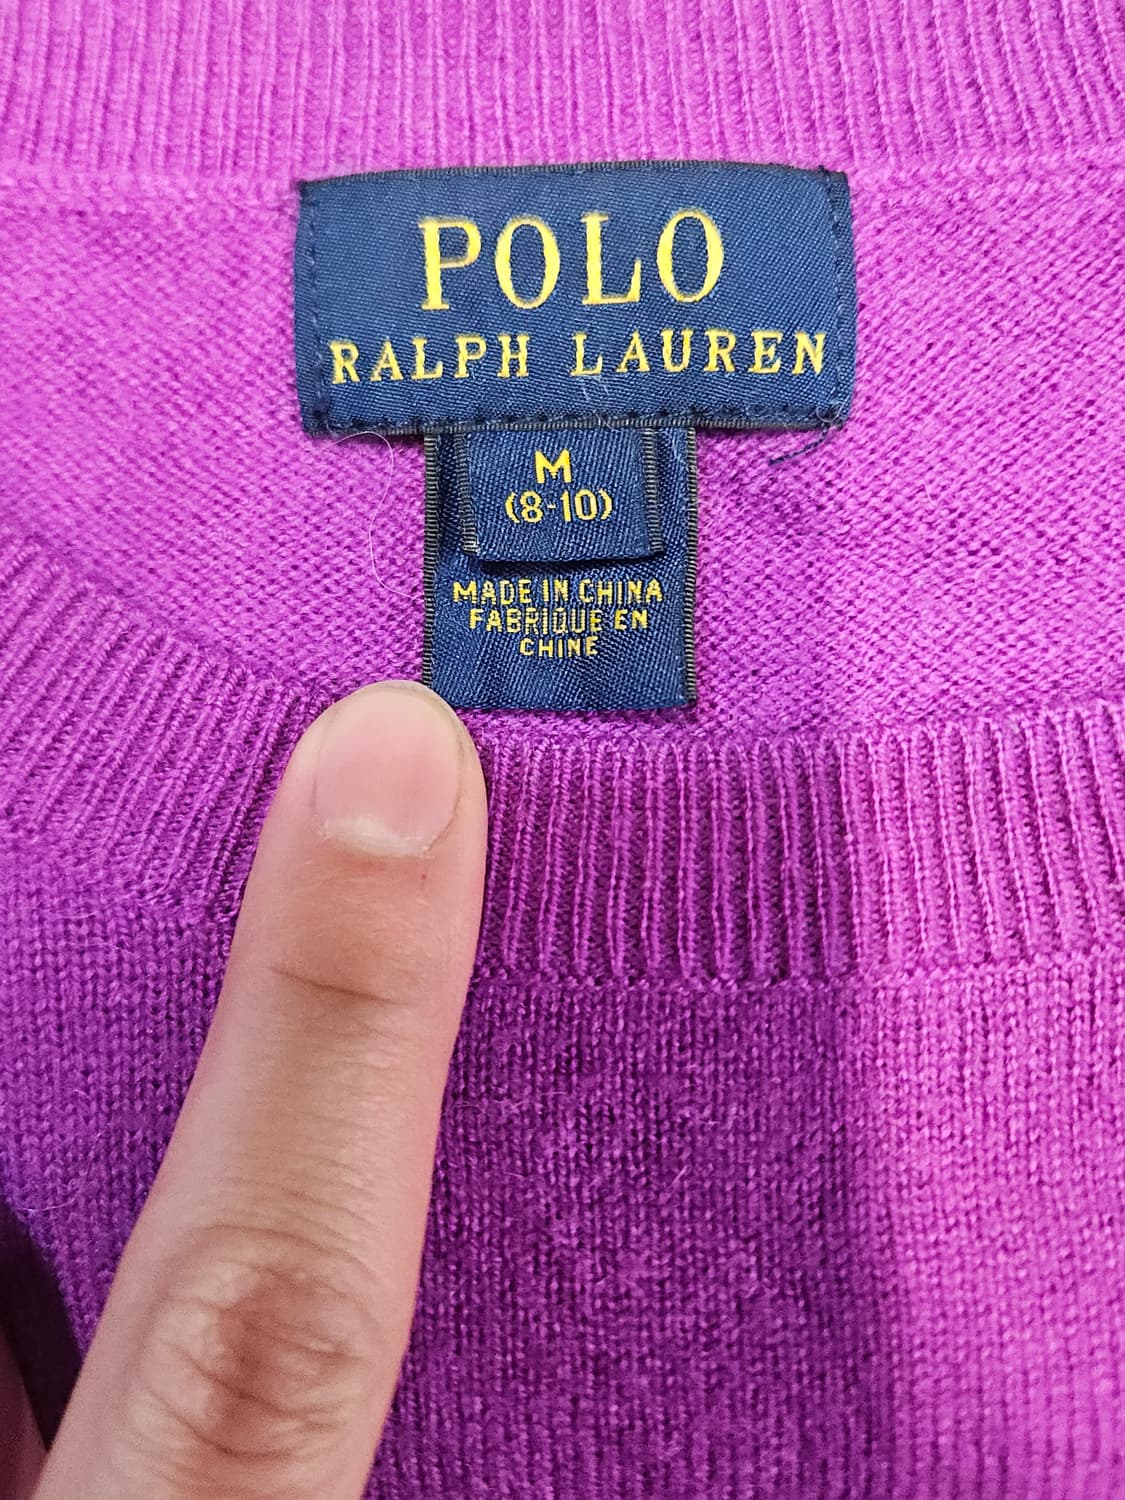 POLO
RALPH LAUREN
M
(8-10)
MADE IN CHINA
FABRIQUE EN
CHINE